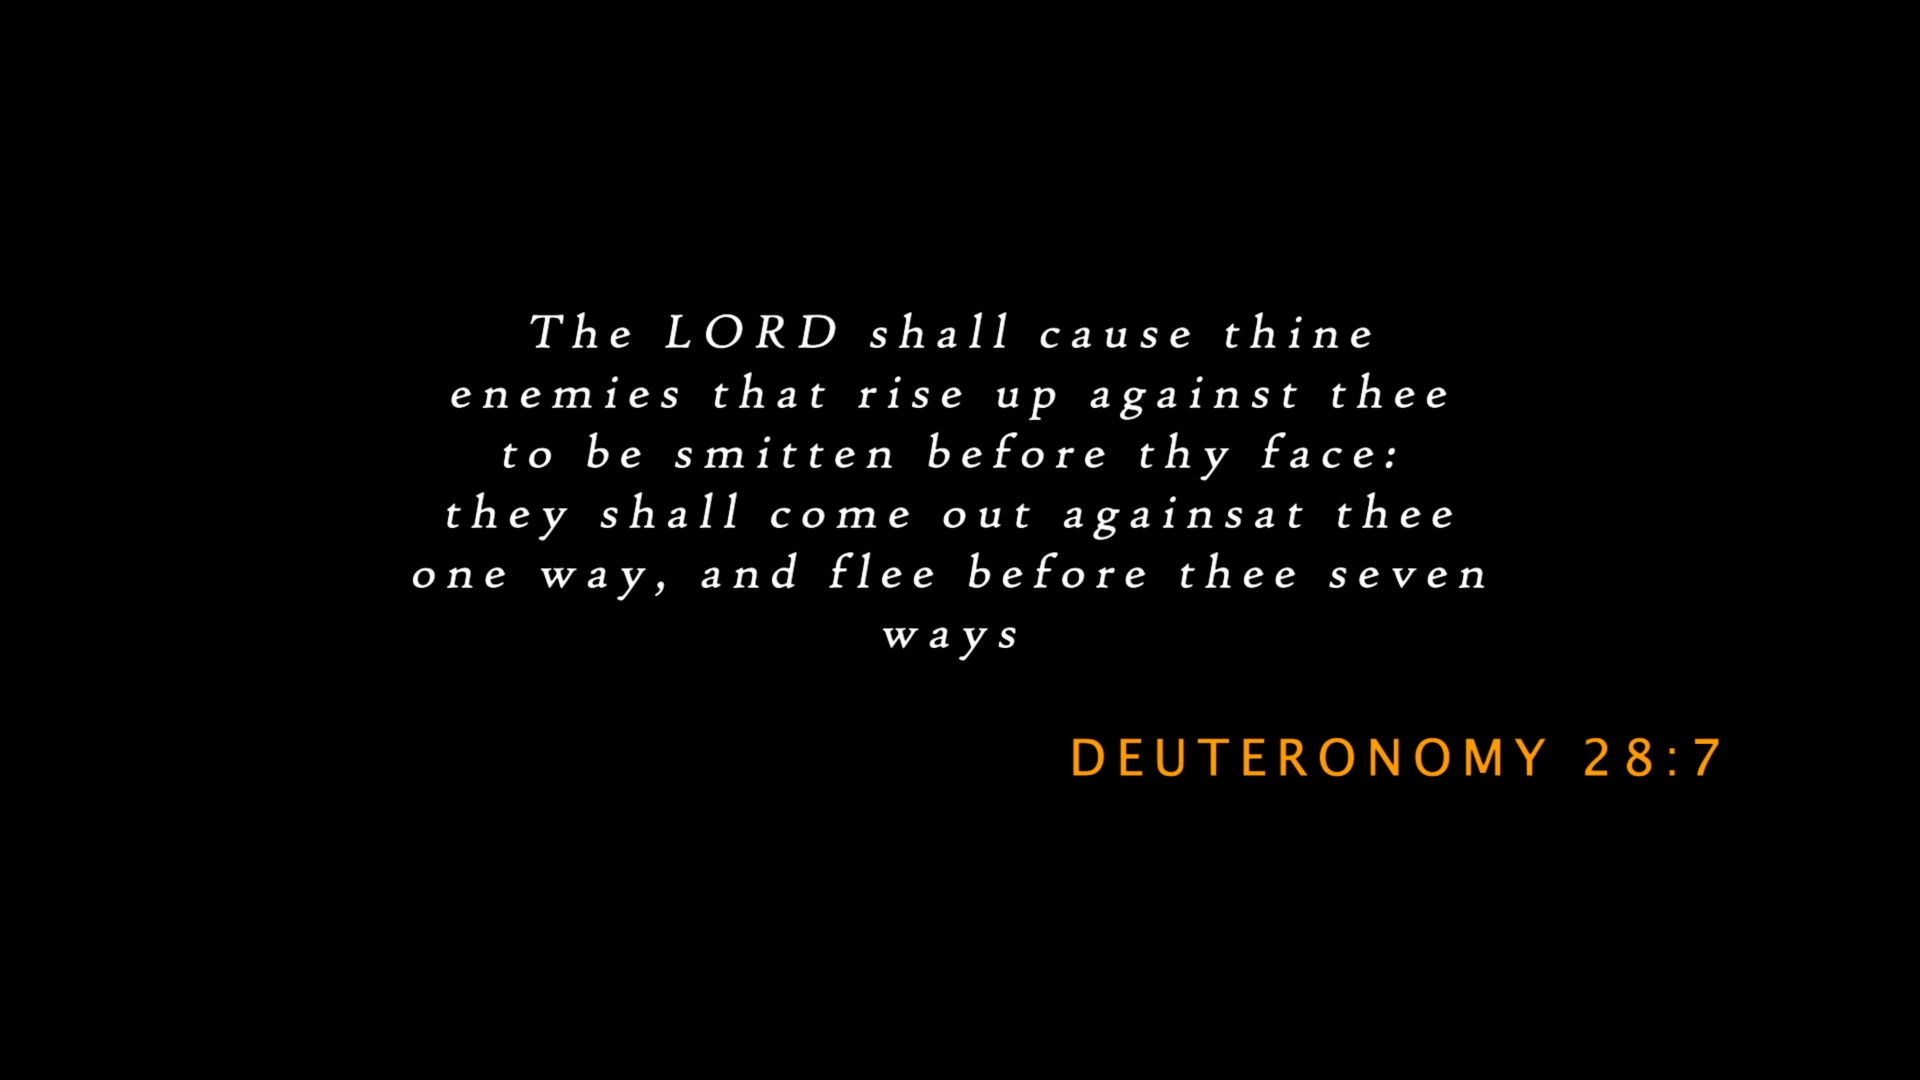 The LORD shall cause thine
enemies that rise up against thee
to be smitten before thy face:
they shall come out againsat thee
one way, and flee before thee seven
ways
DEUTERONOMY 28:7